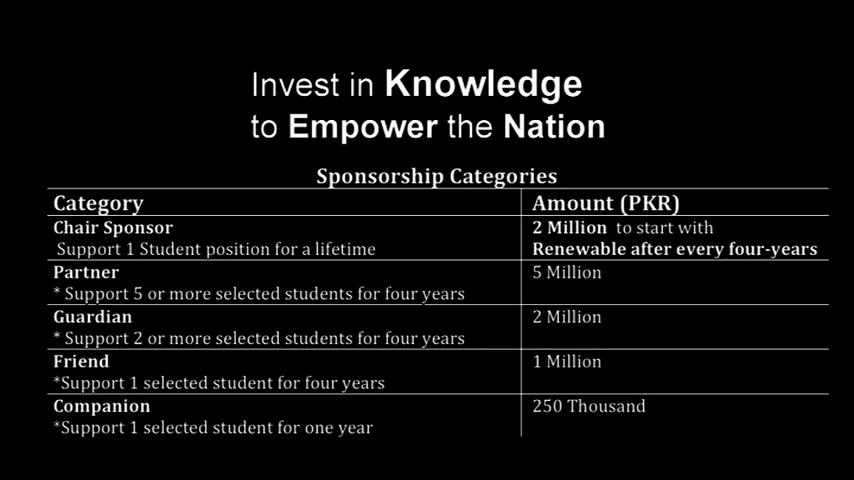 Invest in Knowledge
to Empower the Nation
Sponsorship Categories
Category Amount (PKR)
Chair Sponsor 2 Million to start with
Support 1 Student position for a lifetime Renewable after every four-years
Partner 5 Million
* Support 5 or more selected students for four years
Guardian 2 Million
* Support 2 or more selected students for four years
Friend 1 Million
*Support 1 selected student for four years
Companion 250 Thousand
*Support 1 selected student for one year